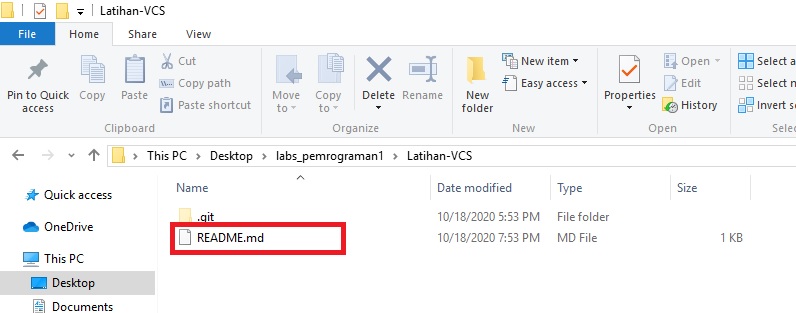 Latihan-VCS
File Home Share View
Pin to Quick access
Copy
Paste
Cut
Copy path
Paste shortcut
Clipboard
Move to
Copy to
Delete
Rename
Organize
New folder
New item
Easy access
New
Properties
Open
Edit
History
Open
Select a
Select n
Invert s
Sele
This PC > Desktop > labs_pemrograman1 > Latihan-VCS
Name Date modified Type Size
Quick access
OneDrive
This PC
Desktop
Documents
.git 10/18/2020 5:53 PM File folder
README.md 10/18/2020 7:53 PM MD File 1 KB